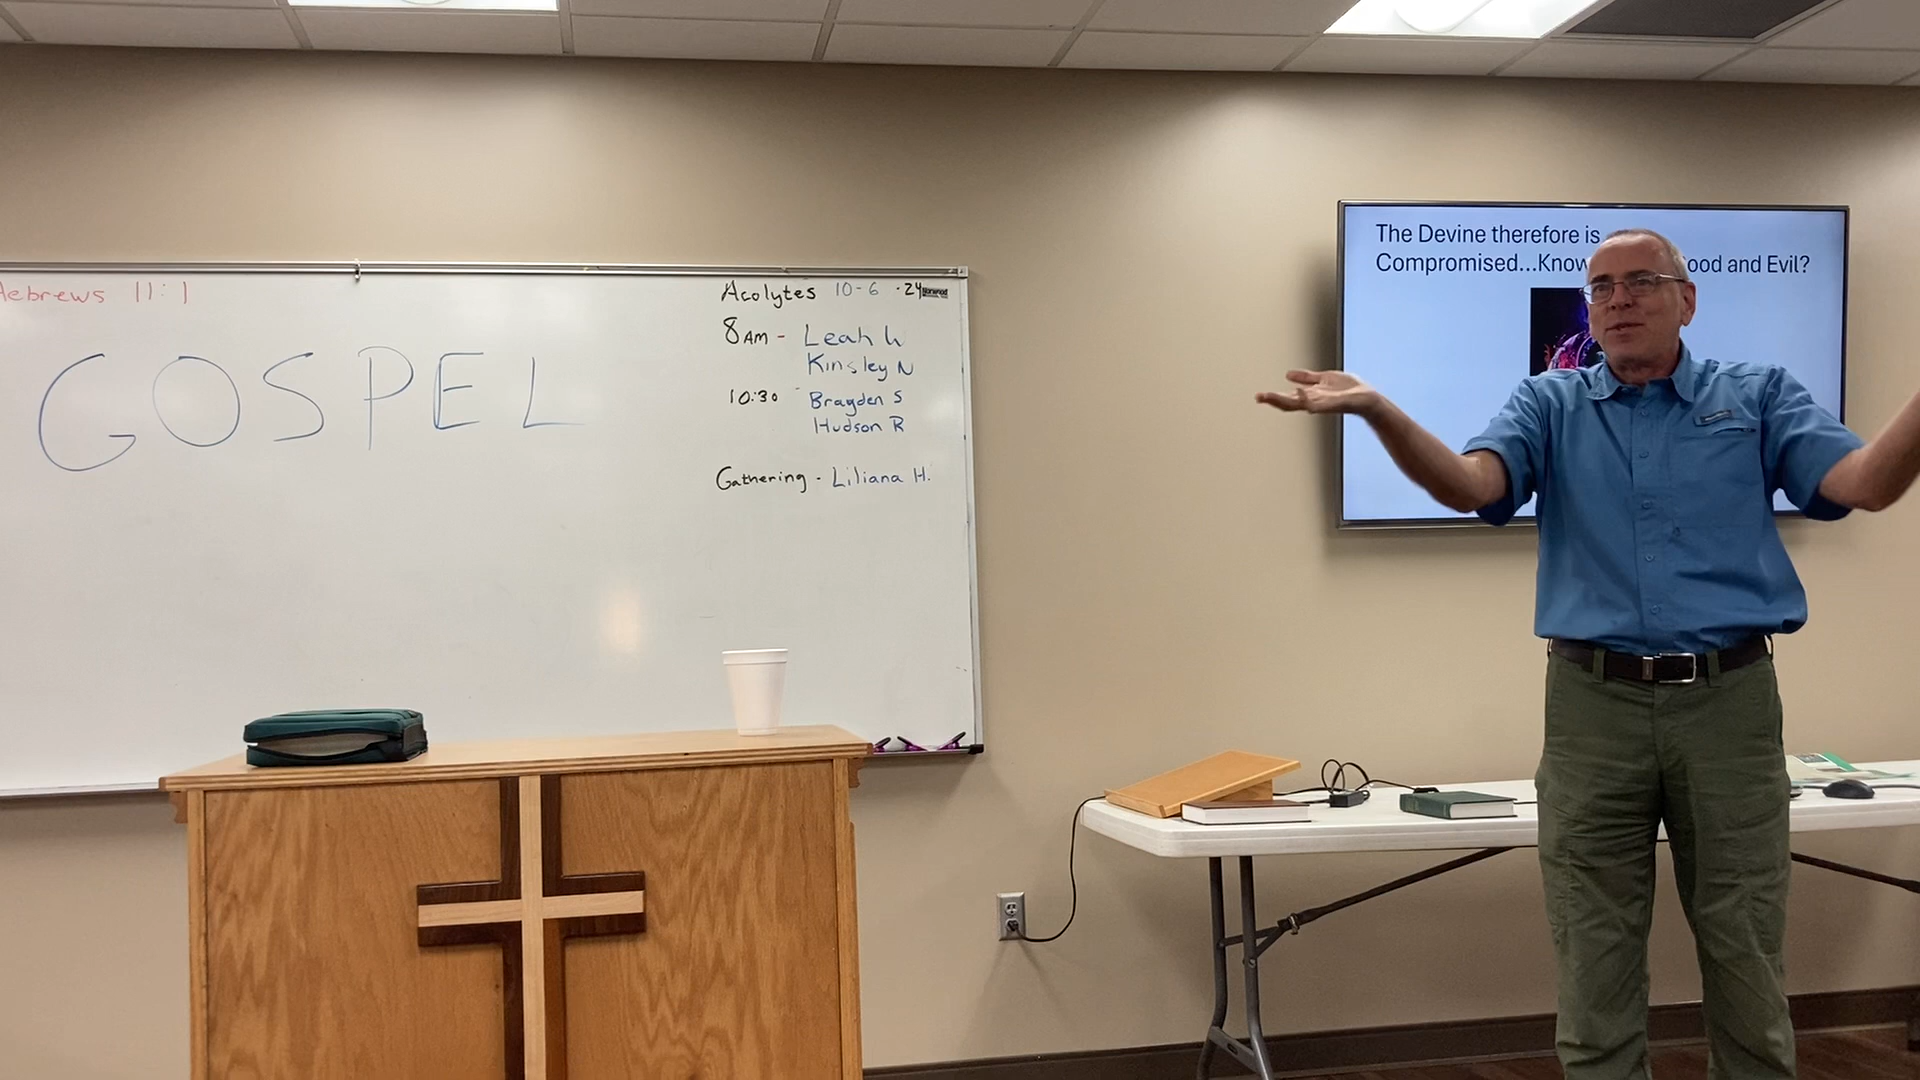 Hebrews 11:1
GOSPEL
Acolytes 10-6-24
8AM - Leah W
Kinsley N
10:30 - Brayden S
Hudson R
Gathering - Liliana H.
The Devine therefore is
Compromised...Know ood and Evil?